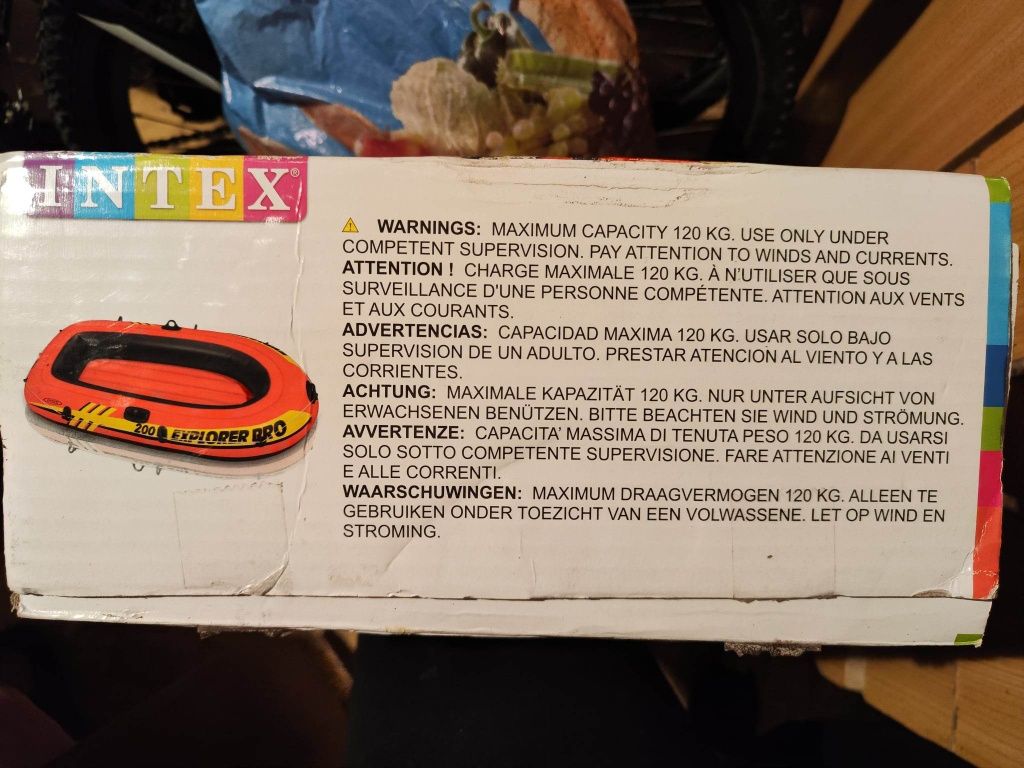 INTEX®
WARNINGS: MAXIMUM CAPACITY 120 KG. USE ONLY UNDER
COMPETENT SUPERVISION. PAY ATTENTION TO WINDS AND CURRENTS.
ATTENTION ! CHARGE MAXIMALE 120 KG. À N'UTILISER QUE SOUS
SURVEILLANCE D'UNE PERSONNE COMPÉTENTE. ATTENTION AUX VENTS
ET AUX COURANTS.
ADVERTENCIAS: CAPACIDAD MAXIMA 120 KG. USAR SOLO BAJO
SUPERVISION DE UN ADULTO. PRESTAR ATENCION AL VIENTO Y A LAS
CORRIENTES.
ACHTUNG: MAXIMALE KAPAZITÄT 120 KG. NUR UNTER AUFSICHT VON
ERWACHSENEN BENÜTZEN. BITTE BEACHTEN SIE WIND UND STRÖMUNG.
AVVERTENZE: CAPACITA' MASSIMA DI TENUTA PESO 120 KG. DA USARSI
SOLO SOTTO COMPETENTE SUPERVISIONE. FARE ATTENZIONE AI VENTI
E ALLE CORRENTI.
WAARSCHUWINGEN: MAXIMUM DRAAGVERMOGEN 120 KG. ALLEEN TE
GEBRUIKEN ONDER TOEZICHT VAN EEN VOLWASSENE. LET OP WIND EN
STROMING.
200 EXPLORER PRO